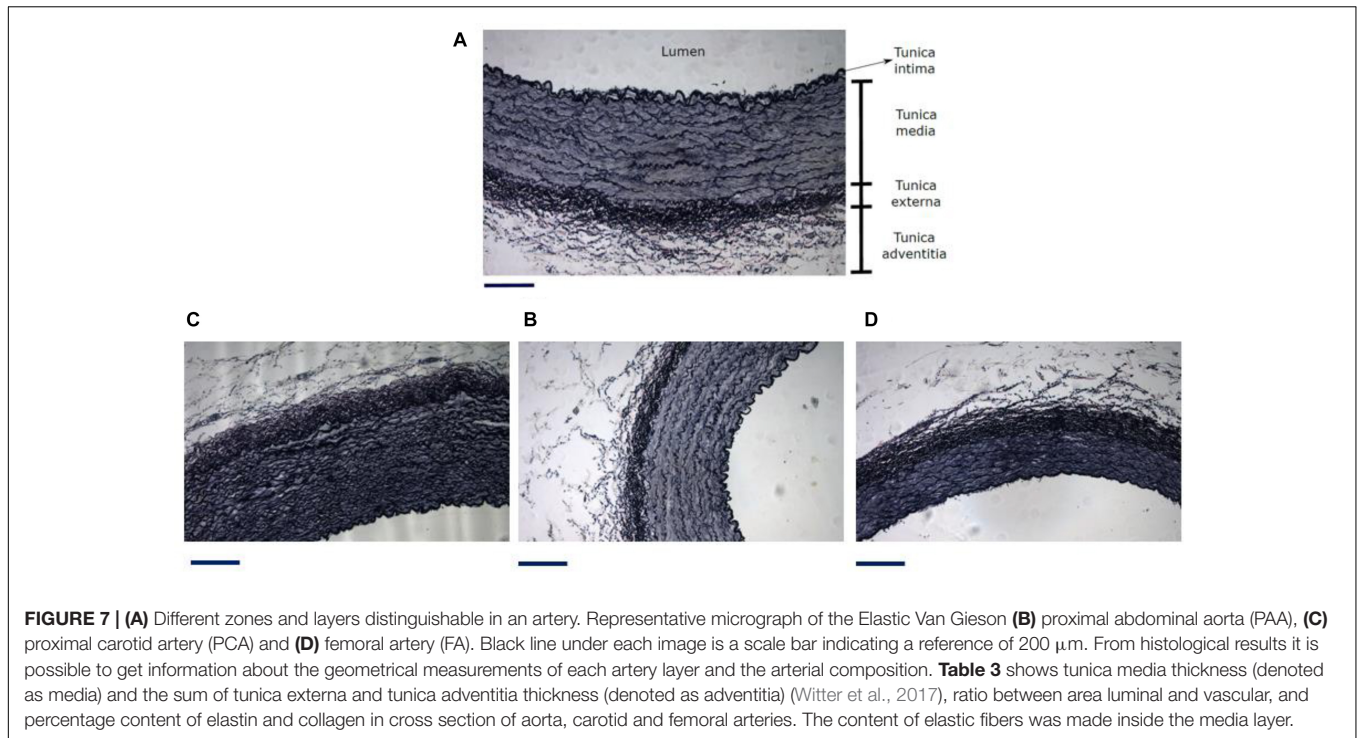 A
Lumen
Tunica
intima
Tunica
media
Tunica
externa
Tunica
adventitia
C
B
D
FIGURE 7 | (A) Different zones and layers distinguishable in an artery. Representative micrograph of the Elastic Van Gieson (B) proximal abdominal aorta (PAA), (C)
proximal carotid artery (PCA) and (D) femoral artery (FA). Black line under each image is a scale bar indicating a reference of 200 μm. From histological results it is
possible to get information about the geometrical measurements of each artery layer and the arterial composition. Table 3 shows tunica media thickness (denoted
as media) and the sum of tunica externa and tunica adventitia thickness (denoted as adventitia) (Witter et al., 2017), ratio between area luminal and vascular, and
percentage content of elastin and collagen in cross section of aorta, carotid and femoral arteries. The content of elastic fibers was made inside the media layer.